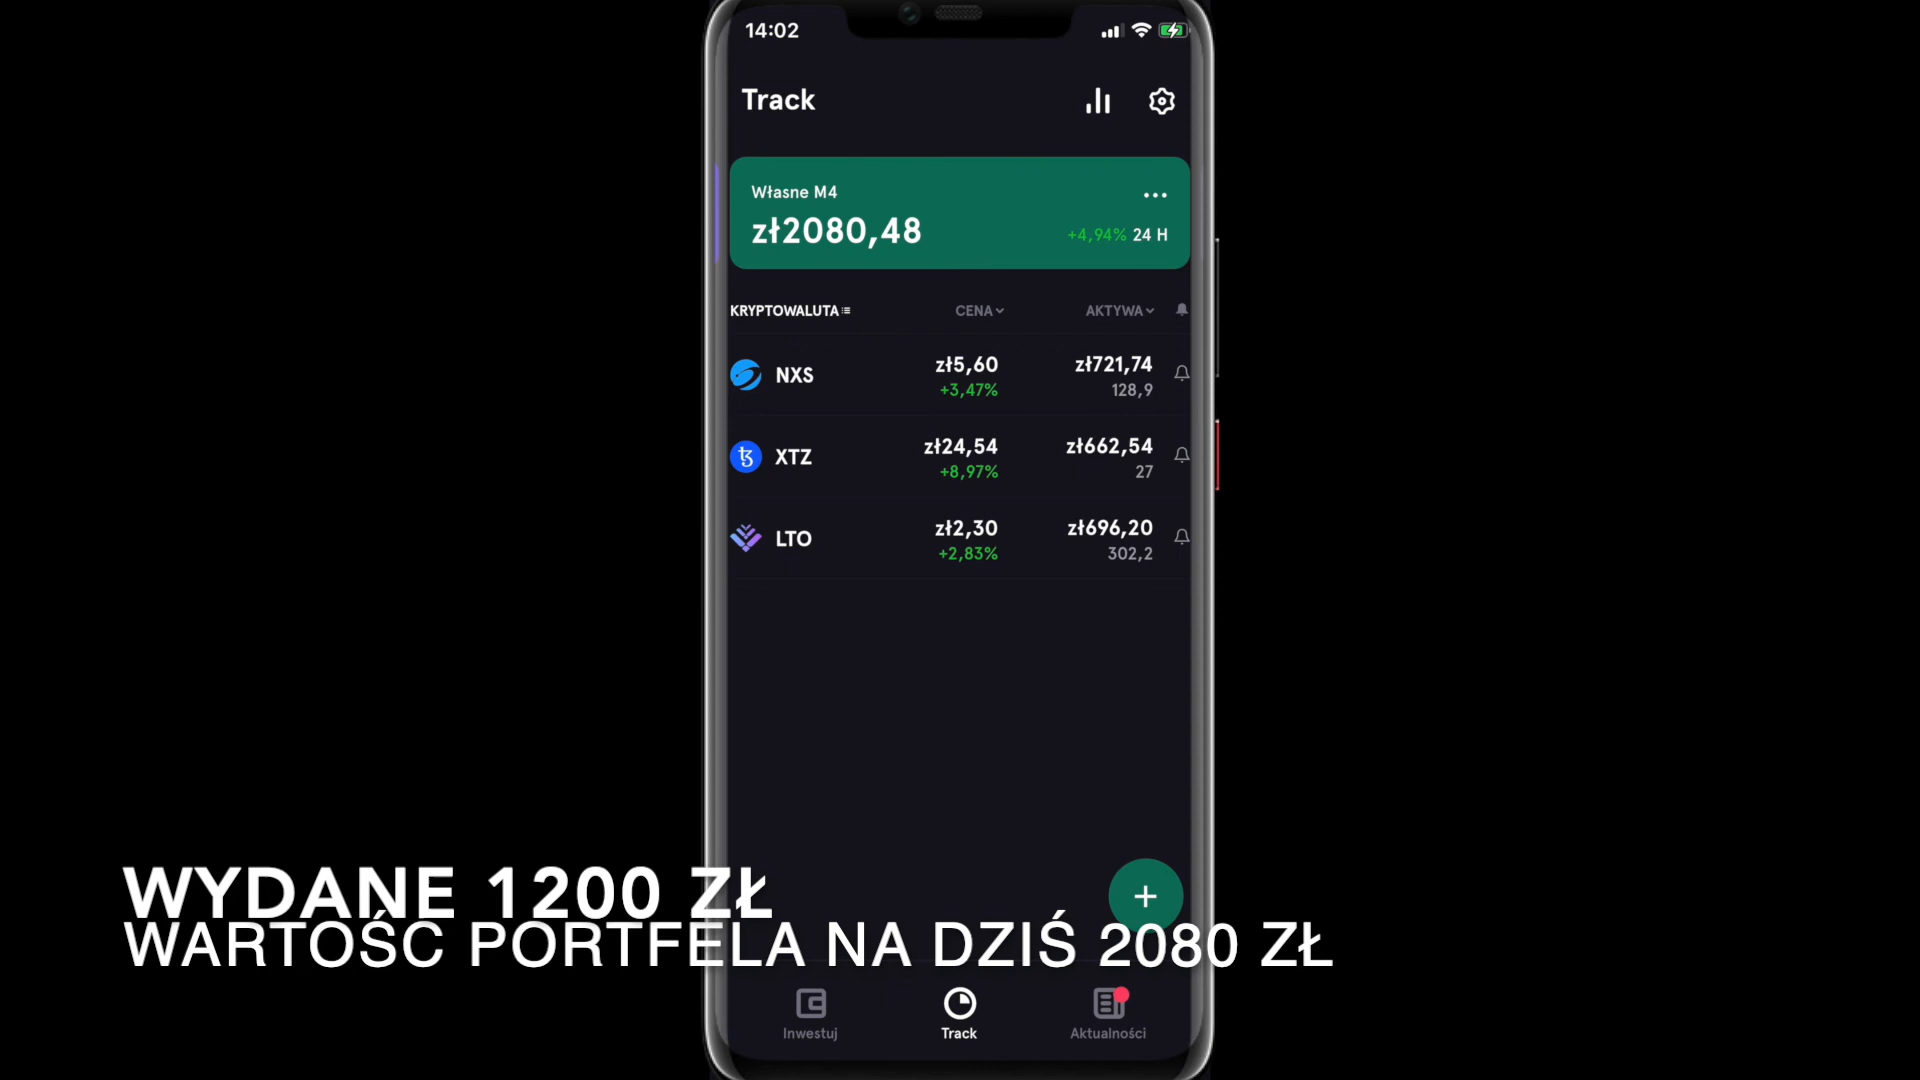 14:02
Track
Własne M4
zł2080,48
+4,94% 24 H
KRYPTOWALUTA CENA AKTYWA
NXS zł5,60 zł721,74
+3,47% 128,9
XTZ zł24,54 zł662,54
+8,97% 27
LTO zł2,30 zł696,20
+2,83% 302,2
WYDANE 1200 ZŁ
+
WARTOŚC PORTFELA NA DZIŚ 2080 ZŁ
Inwestuj Track Aktualności